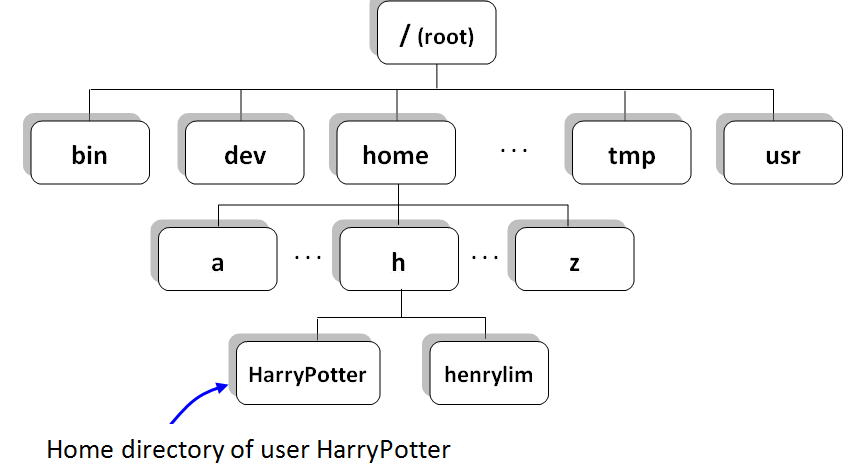 / (root)
bin dev home ... tmp usr
a ... h ... z
HarryPotter henrylim
Home directory of user HarryPotter